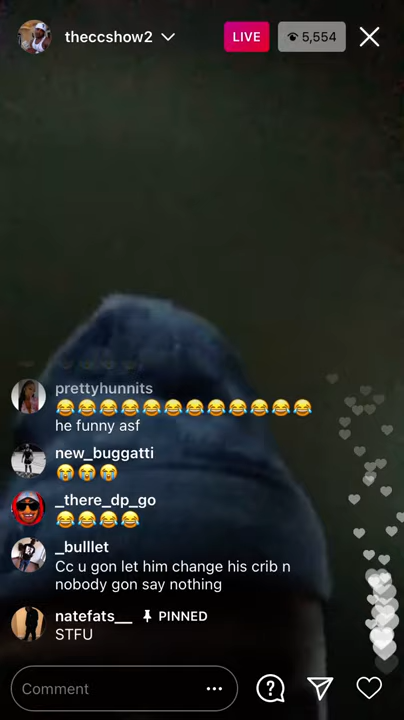 theccshow2
LIVE
5,554
prettyhunnits
😂😂😂😂😂😂😂😂😂😂😂😂
he funny asf
new_buggatti
😭😭😭
_there_dp_go
😂😂😂😂
_bulllet
Cc u gon let him change his crib n
nobody gon say nothing
natefats__ PINNED
STFU
Comment